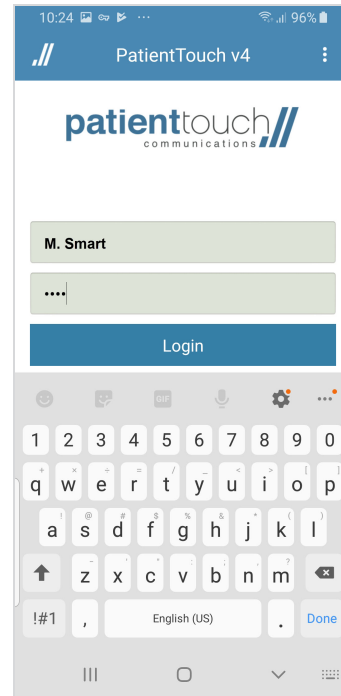 10:24 ... 96%
PatientTouch v4
patienttouch
communications
M. Smart
••••
Login
GIF
1 2 3 4 5 6 7 8 9 0
+ × ÷ = / _ < > [ ]
q w e r t y u i o p
! @ # $ % & * ( )
a s d f g h j k l
- ' " : ; , ?
z x c v b n m
!#1 , English (US) . Done